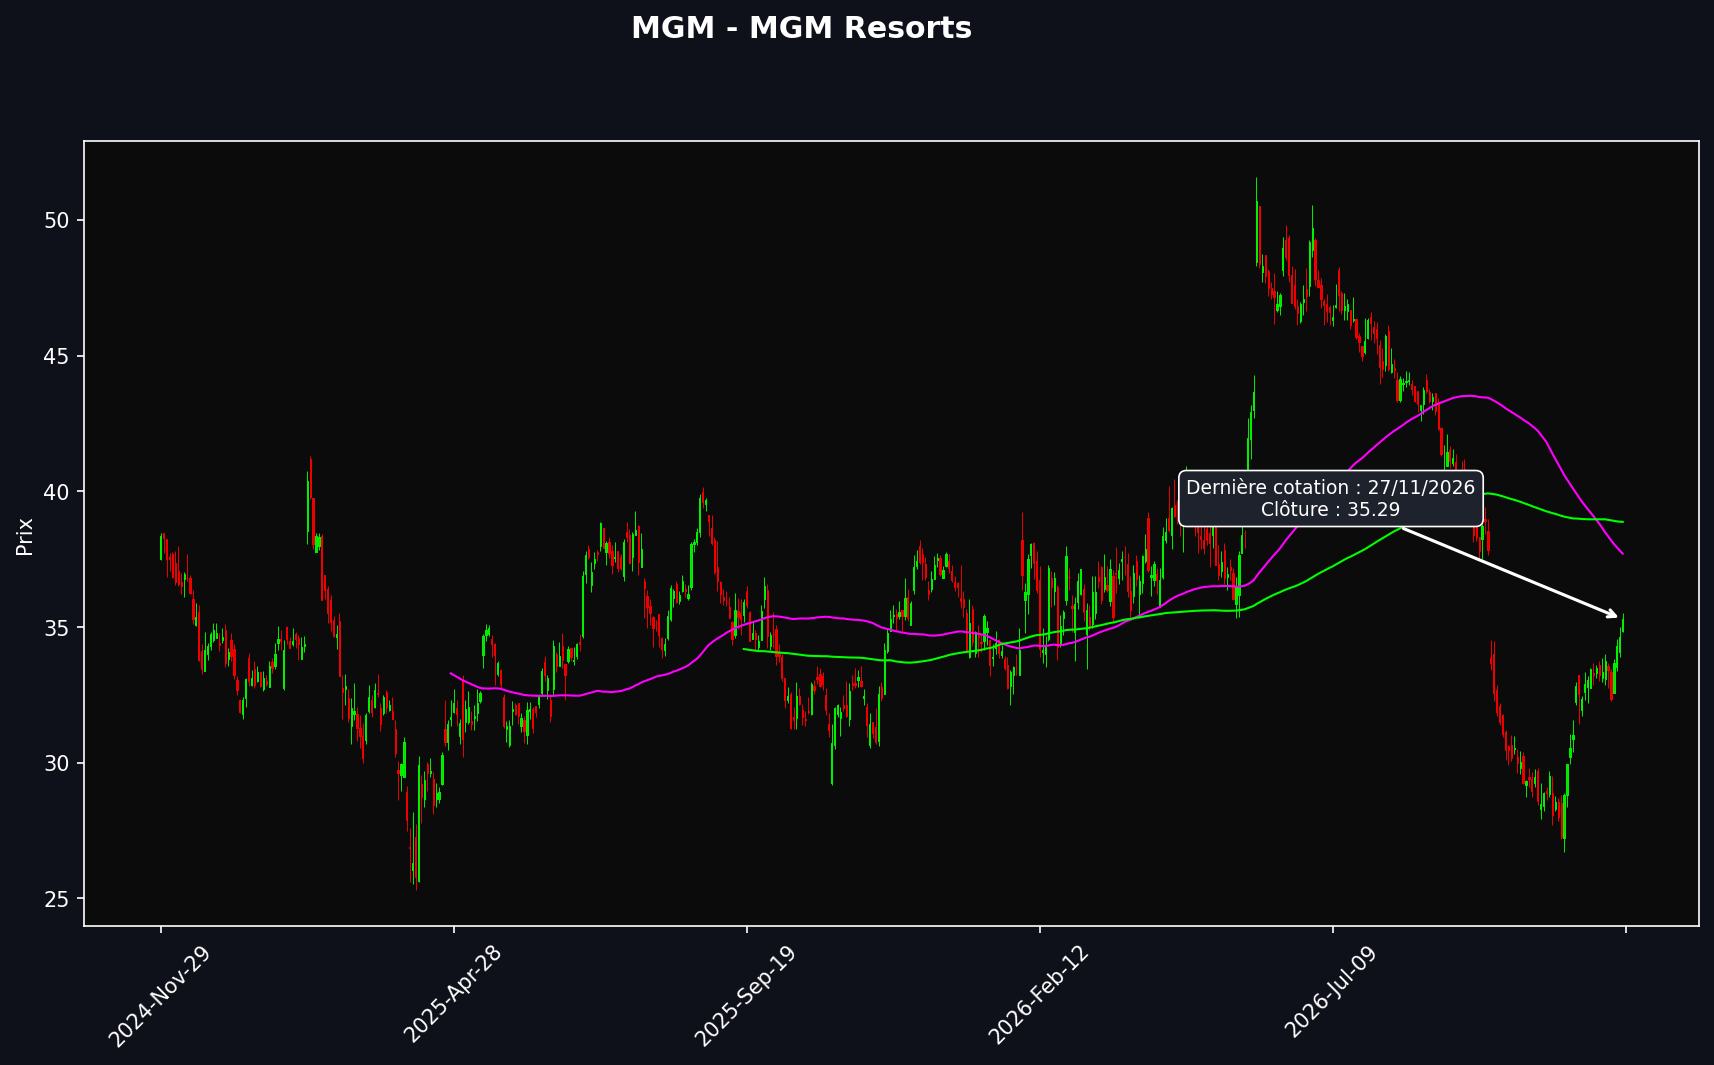 MGM - MGM Resorts
Prix
50
45
40
35
30
25
Dernière cotation : 27/11/2026
Clôture : 35.29
2024-Nov-29
2025-Apr-28
2025-Sep-19
2026-Feb-12
2026-Jul-09